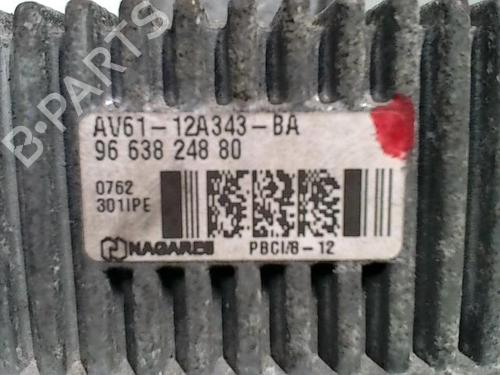 B-PARTS
AV61-12A343-BA
96 638 248 80
0762
301IPE
NAGARES
PBCI/8-12